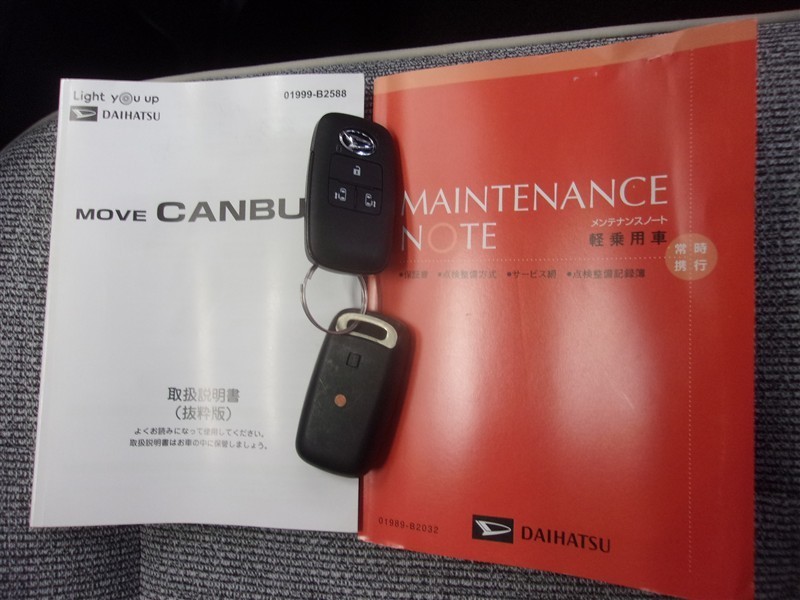 Light you up
01999-B2588
DAIHATSU
MOVE CANBU
取扱説明書
(抜粋版)
よくお読みになって使用してください。
取扱説明書はお車の中に保管しましょう。
MAINTENANCE
NOTE
メンテナンスノート
軽乗用車
常時
携行
●保証書 ●点検整備方式 ●サービス網 ●点検整備記録簿
01999-B2032
DAIHATSU